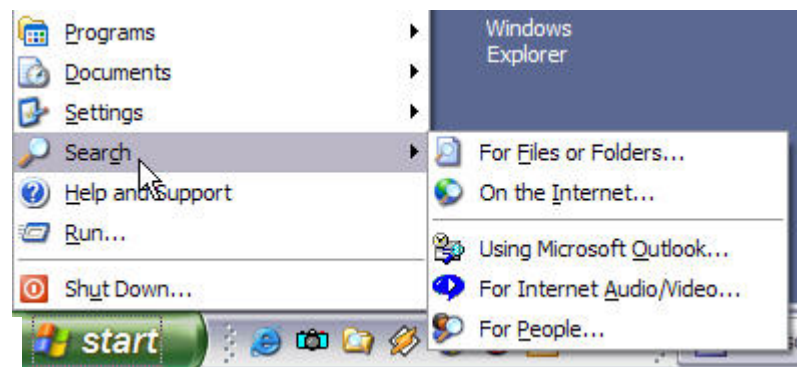 Programs
Documents
Settings
Search
Help and Support
Run...
Shut Down...
start
Windows
Explorer
For Files or Folders...
On the Internet...
Using Microsoft Outlook...
For Internet Audio/Video...
For People...